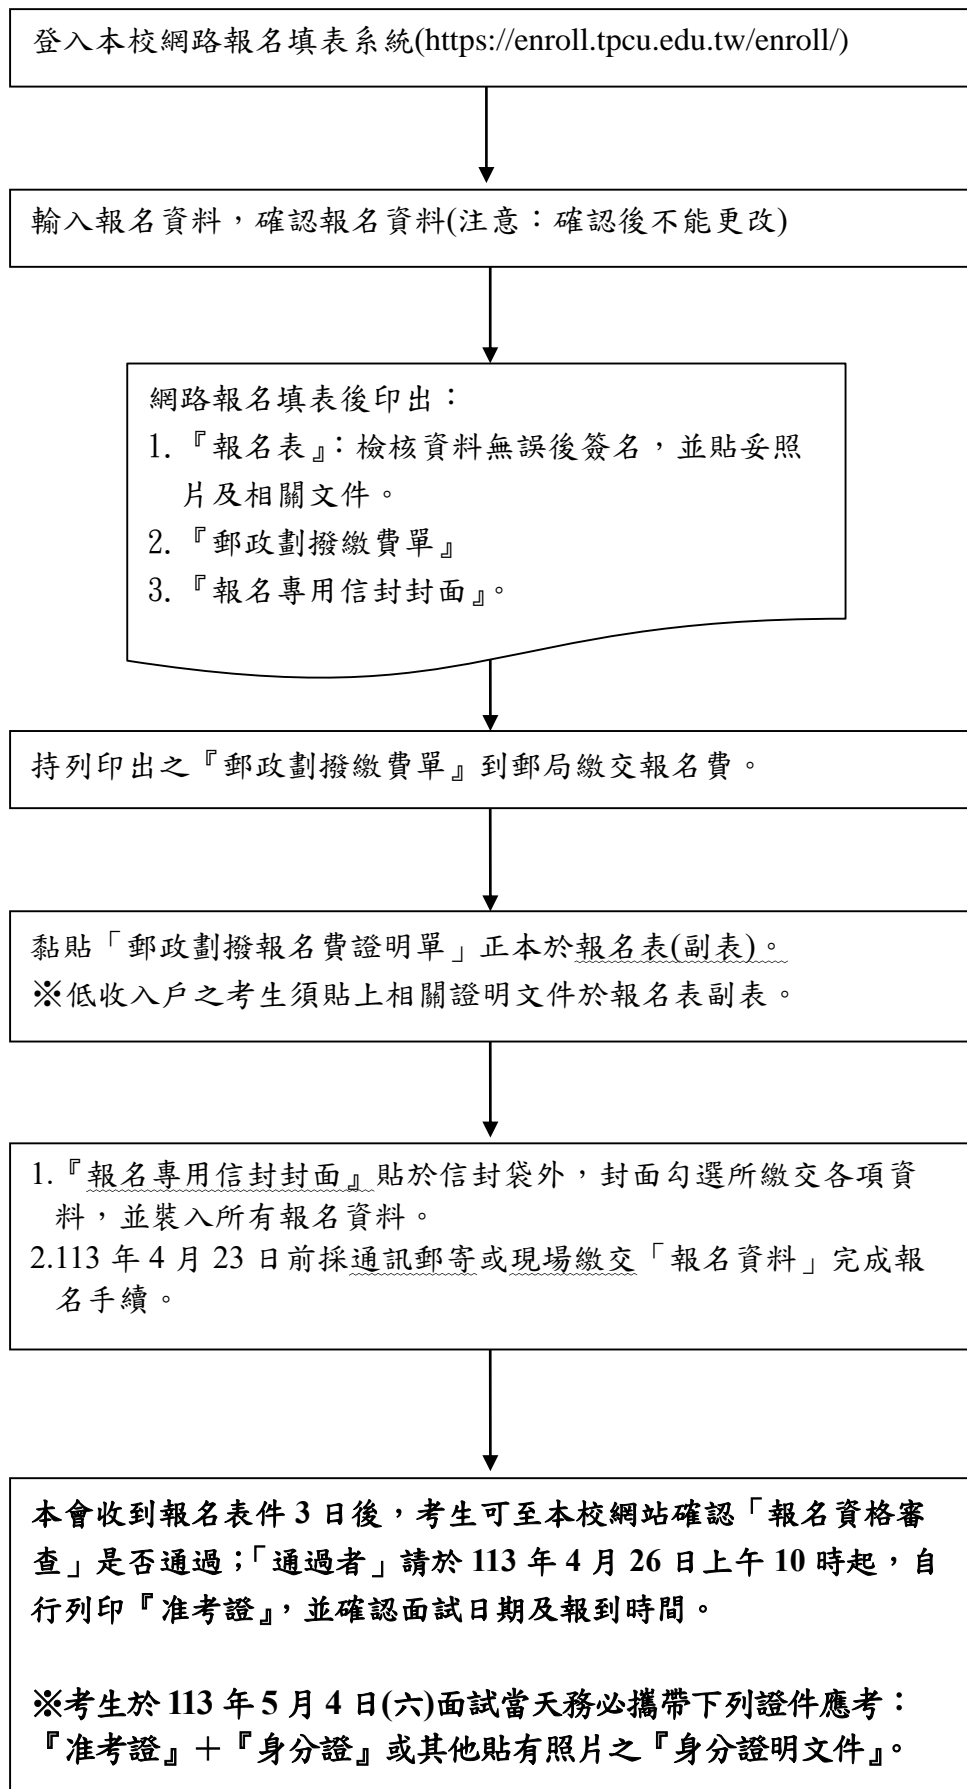 登入本校網路報名填表系統(https://enroll.tpcu.edu.tw/enroll/)
輸入報名資料，確認報名資料(注意：確認後不能更改)
網路報名填表後印出：
1.『報名表』：檢核資料無誤後簽名，並貼妥照
片及相關文件。
2.『郵政劃撥繳費單』
3.『報名專用信封封面』。
持列印出之『郵政劃撥繳費單』到郵局繳交報名費。
黏貼「郵政劃撥報名費證明單」正本於報名表(副表)。
※低收入戶之考生須貼上相關證明文件於報名表副表。
1.『報名專用信封封面』貼於信封袋外，封面勾選所繳交各項資
料，並裝入所有報名資料。
2.113 年 4 月 23 日前採通訊郵寄或現場繳交「報名資料」完成報
名手續。
本會收到報名表件 3 日後，考生可至本校網站確認「報名資格審
查」是否通過；「通過者」請於 113 年 4 月 26 日上午 10 時起，自
行列印『准考證』，並確認面試日期及報到時間。
※考生於 113 年 5 月 4 日(六)面試當天務必攜帶下列證件應考：
『准考證』＋『身分證』或其他貼有照片之『身分證明文件』。